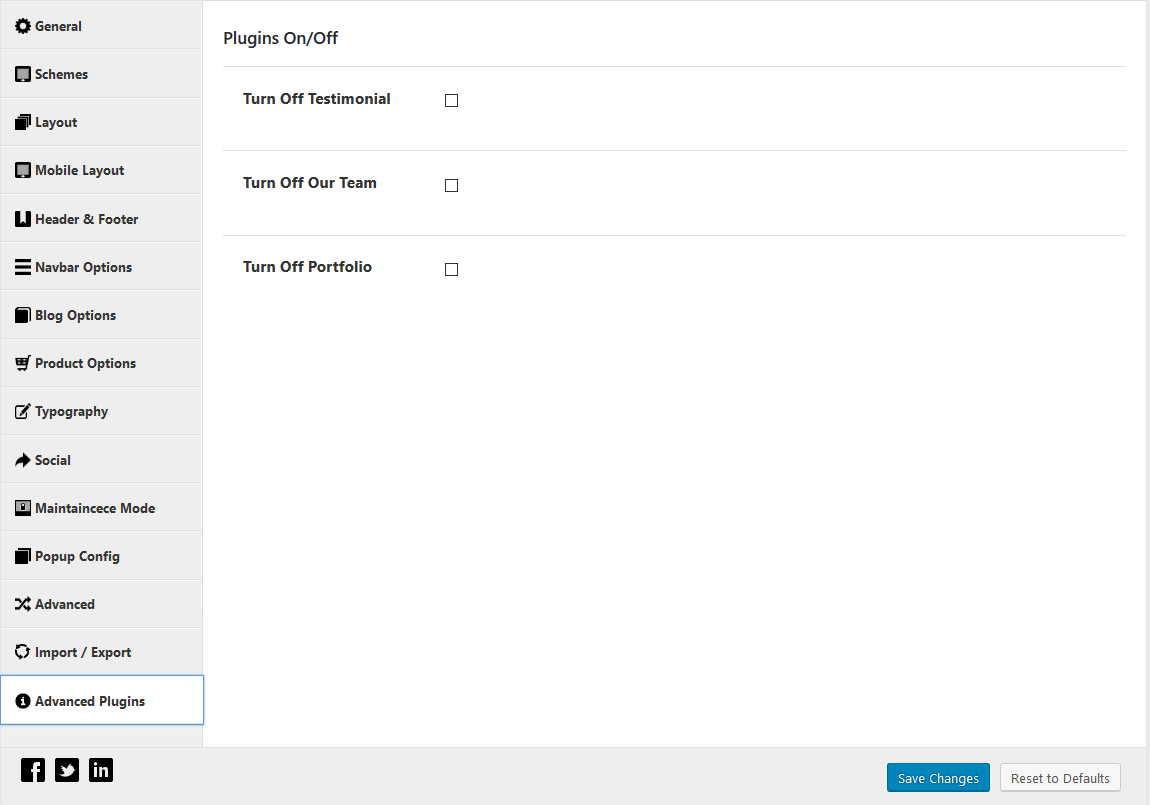 General
Schemes
Layout
Mobile Layout
Header & Footer
Navbar Options
Blog Options
Product Options
Typography
Social
Maintaincece Mode
Popup Config
Advanced
Import / Export
Advanced Plugins
Plugins On/Off
Turn Off Testimonial
Turn Off Our Team
Turn Off Portfolio
Save Changes
Reset to Defaults